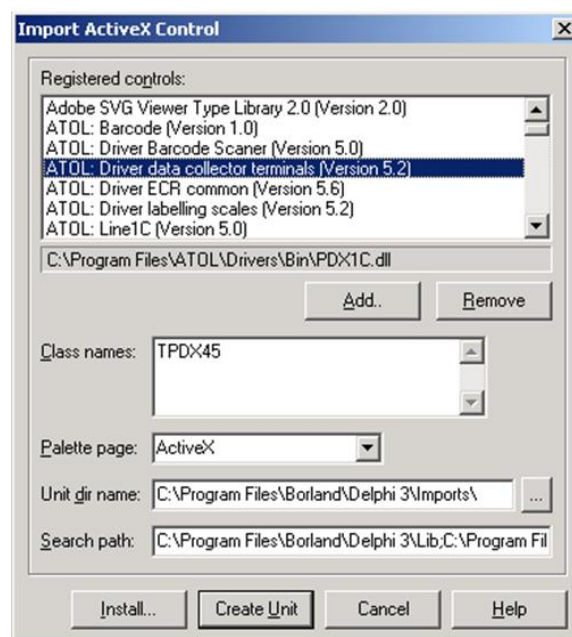 Import ActiveX Control
Registered controls:
Adobe SVG Viewer Type Library 2.0 (Version 2.0)
ATOL: Barcode (Version 1.0)
ATOL: Driver Barcode Scaner (Version 5.0)
ATOL: Driver data collector terminals (Version 5.2)
ATOL: Driver ECR common (Version 5.6)
ATOL: Driver labelling scales (Version 5.2)
ATOL: Line1C (Version 5.0)
C:\Program Files\ATOL\Drivers\Bin\PDX1C.dll
Add.. Remove
Class names: TPDX45
Palette page: ActiveX
Unit dir name: C:\Program Files\Borland\Delphi 3\Imports\ ...
Search path: C:\Program Files\Borland\Delphi 3\Lib;C:\Program Fil
Install... Create Unit Cancel Help